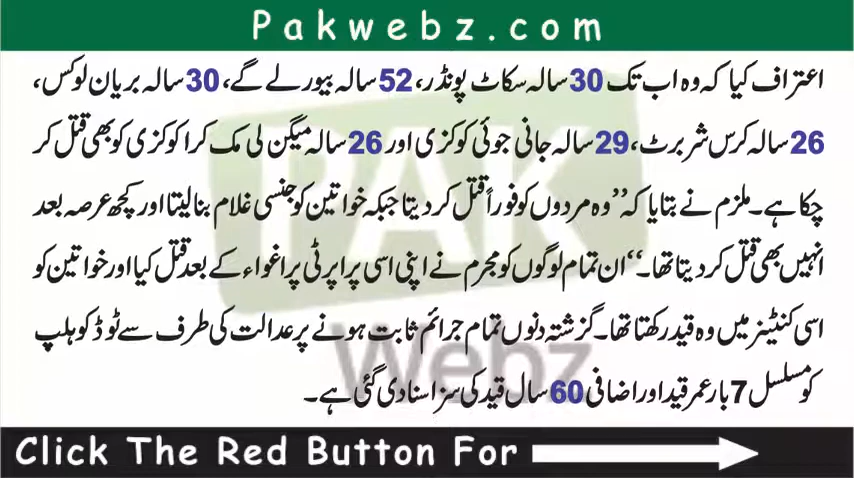 Pakwebz.com
اعتراف کیا کہ وہ اب تک 30 سالہ سکاٹ پونڈر، 52 سالہ بیورلے گے، 30 سالہ بریان لوکس،
26 سالہ کرس شربرٹ، 29 سالہ جانی جوئی کوکزی اور 26 سالہ میگن لی مک کرا کوکزی کو بھی قتل کر
چکا ہے۔ ملزم نے بتایا کہ ’’وہ مردوں کو فوراً قتل کر دیتا جبکہ خواتین کو جنسی غلام بنا لیتا اور کچھ عرصہ بعد
انہیں بھی قتل کر دیتا تھا۔‘‘ ان تمام لوگوں کو مجرم نے اپنی اسی پراپرٹی پر اغواء کے بعد قتل کیا اور خواتین کو
اسی کنٹینر میں وہ قید رکھتا تھا۔ گزشتہ دنوں تمام جرائم ثابت ہونے پر عدالت کی طرف سے ٹوڈ کوہلپ
کو مسلسل 7 بار عمر قید اور اضافی 60 سال قید کی سزا سنا دی گئی ہے۔
PAK
Webz
Click The Red Button For